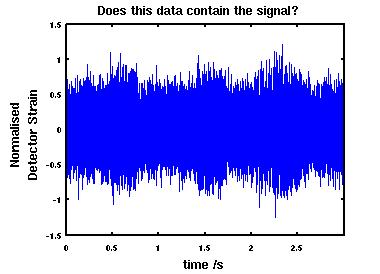 Does this data contain the signal?
1.5
1
0.5
0
-0.5
-1
-1.5
Normalised
Detector Strain
0 0.5 1 1.5 2 2.5
time /s